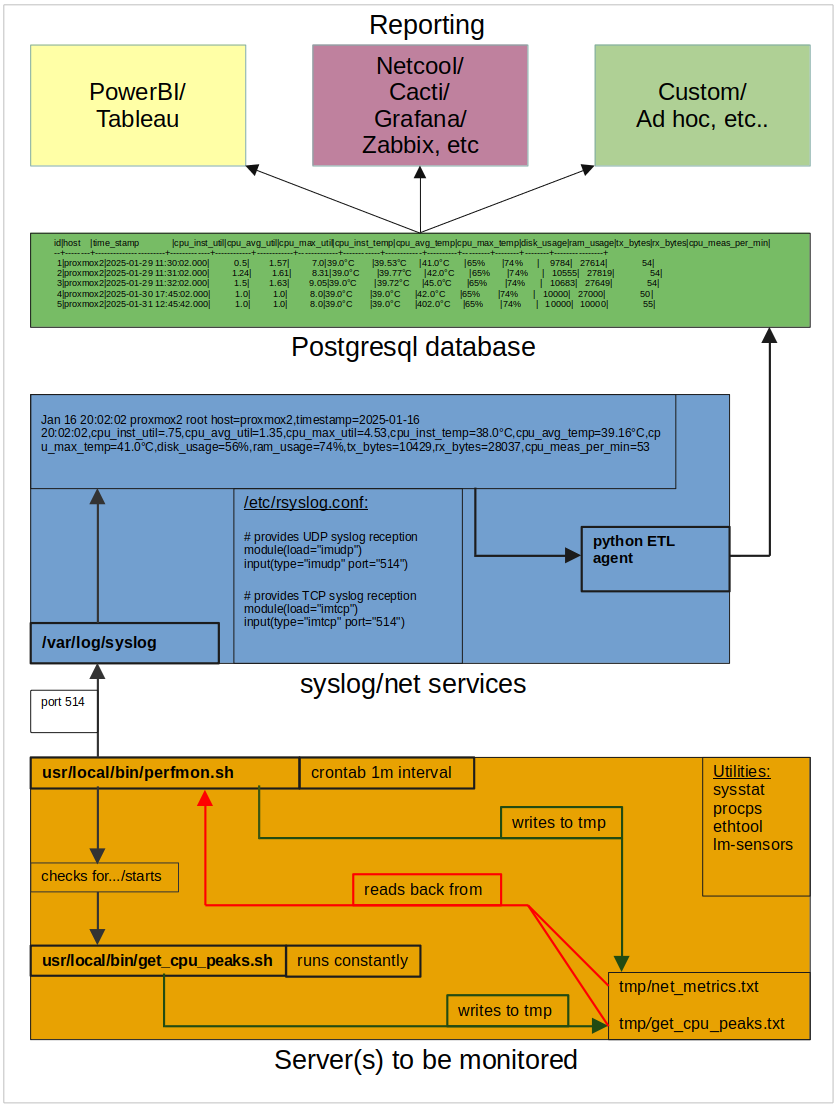 Reporting
PowerBI/
Tableau
Netcool/
Cacti/
Grafana/
Zabbix, etc
Custom/
Ad hoc, etc..
id|host |time_stamp |cpu_inst_util|cpu_avg_util|cpu_max_util|cpu_inst_temp|cpu_avg_temp|cpu_max_temp|disk_usage|ram_usage|tx_bytes|rx_bytes|cpu_meas_per_min|
--+--------+-----------------------+-------------+------------+------------+-------------+------------+------------+----------+---------+--------+--------+----------------+
1|proxmox2|2025-01-29 11:30:02.000| 0.5| 1.57| 7.0|39.0°C |39.53°C |41.0°C |65% |74% | 9784| 27614| 54|
2|proxmox2|2025-01-29 11:31:02.000| 1.24| 1.61| 8.31|39.0°C |39.77°C |42.0°C |65% |74% | 10555| 27819| 54|
3|proxmox2|2025-01-29 11:32:02.000| 1.5| 1.63| 9.05|39.0°C |39.72°C |45.0°C |65% |74% | 10683| 27649| 54|
4|proxmox2|2025-01-30 17:45:02.000| 1.0| 1.0| 8.0|39.0°C |39.0°C |42.0°C |65% |74% | 10000| 27000| 50|
5|proxmox2|2025-01-31 12:45:42.000| 1.0| 1.0| 8.0|39.0°C |39.0°C |402.0°C |65% |74% | 10000| 10000| 55|
Postgresql database
Jan 16 20:02:02 proxmox2 root host=proxmox2,timestamp=2025-01-16
20:02:02,cpu_inst_util=.75,cpu_avg_util=1.35,cpu_max_util=4.53,cpu_inst_temp=38.0°C,cpu_avg_temp=39.16°C,cp
u_max_temp=41.0°C,disk_usage=56%,ram_usage=74%,tx_bytes=10429,rx_bytes=28037,cpu_meas_per_min=53
/etc/rsyslog.conf:
# provides UDP syslog reception
module(load="imudp")
input(type="imudp" port="514")
# provides TCP syslog reception
module(load="imtcp")
input(type="imtcp" port="514")
python ETL
agent
/var/log/syslog
syslog/net services
port 514
usr/local/bin/perfmon.sh
crontab 1m interval
Utilities:
sysstat
procps
ethtool
lm-sensors
writes to tmp
checks for.../starts
reads back from
usr/local/bin/get_cpu_peaks.sh
runs constantly
tmp/net_metrics.txt
writes to tmp
tmp/get_cpu_peaks.txt
Server(s) to be monitored